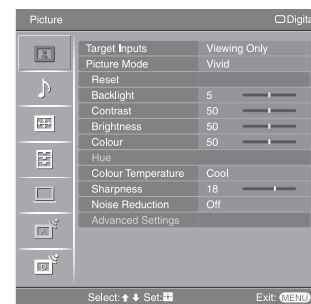 Picture Digita
Target Inputs Viewing Only
Picture Mode Vivid
Reset
Backlight 5
Contrast 50
Brightness 50
Colour 50
Hue
Colour Temperature Cool
Sharpness 18
Noise Reduction Off
Advanced Settings
A
D
Select: Set: Exit: MENU